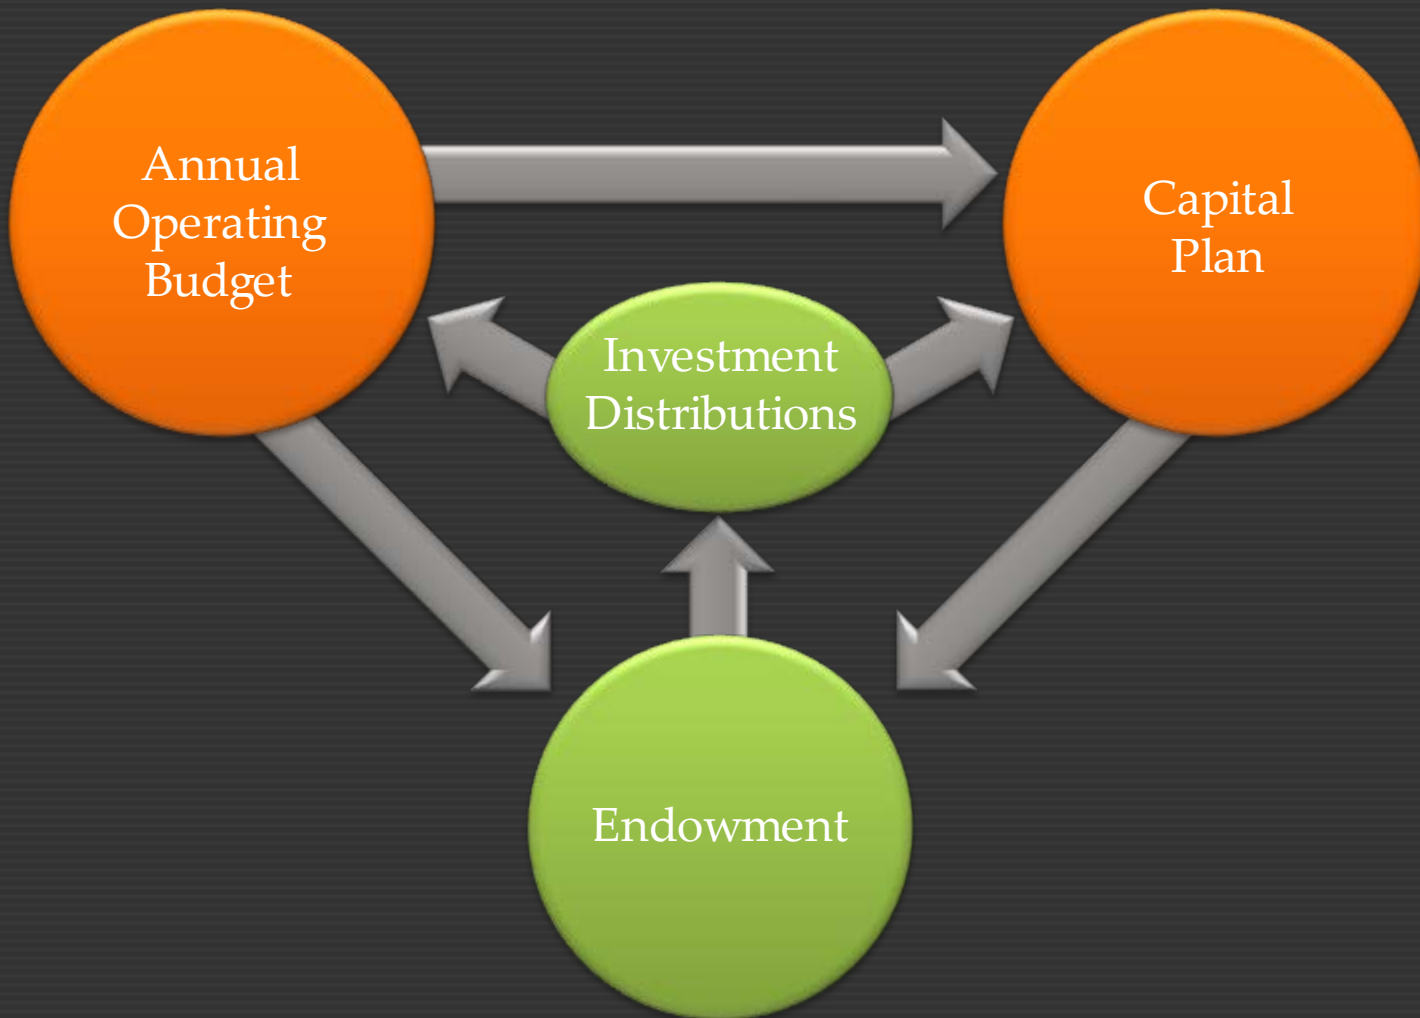 Annual
Operating
Budget
Capital
Plan
Investment
Distributions
Endowment